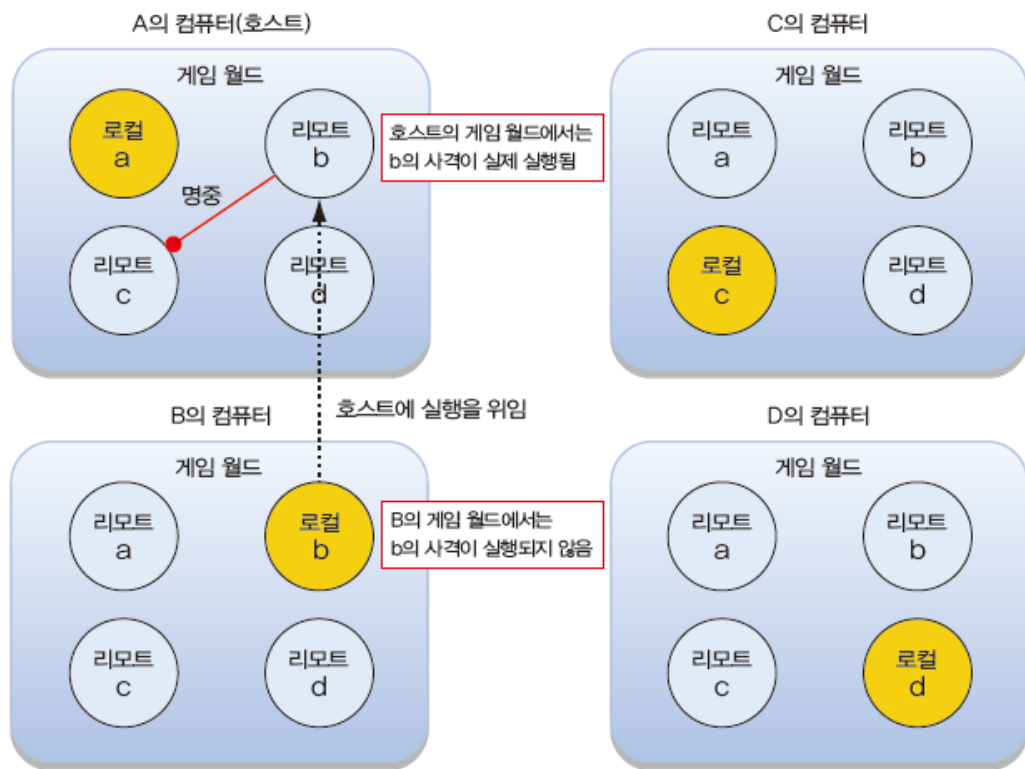 A의 컴퓨터(호스트)
게임 월드
로컬
a
리모트
b
호스트의 게임 월드에서는
b의 사격이 실제 실행됨
명중
리모트
c
리모트
d
C의 컴퓨터
게임 월드
리모트
a
리모트
b
로컬
c
리모트
d
호스트에 실행을 위임
B의 컴퓨터
게임 월드
리모트
a
로컬
b
B의 게임 월드에서는
b의 사격이 실행되지 않음
리모트
c
리모트
d
D의 컴퓨터
게임 월드
리모트
a
리모트
b
리모트
c
로컬
d